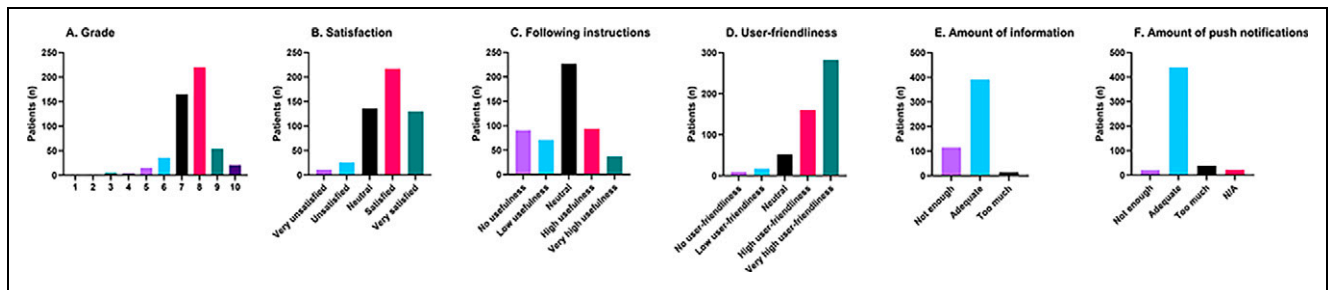 A. Grade
Patients (n)
250
200
150
100
50
0
1 2 3 4 5 6 7 8 9 10
B. Satisfaction
Patients (n)
250
200
150
100
50
0
Very unsatisfied
Unsatisfied
Neutral
Satisfied
Very satisfied
C. Following instructions
Patients (n)
250
200
150
100
50
0
No usefulness
Low usefulness
Neutral
High usefulness
Very high usefulness
D. User-friendliness
Patients (n)
300
200
100
0
No user-friendliness
Low user-friendliness
Neutral
High user-friendliness
Very high user-friendliness
E. Amount of information
Patients (n)
500
400
300
200
100
0
Not enough
Adequate
Too much
F. Amount of push notifications
Patients (n)
500
400
300
200
100
0
Not enough
Adequate
Too much
N/A